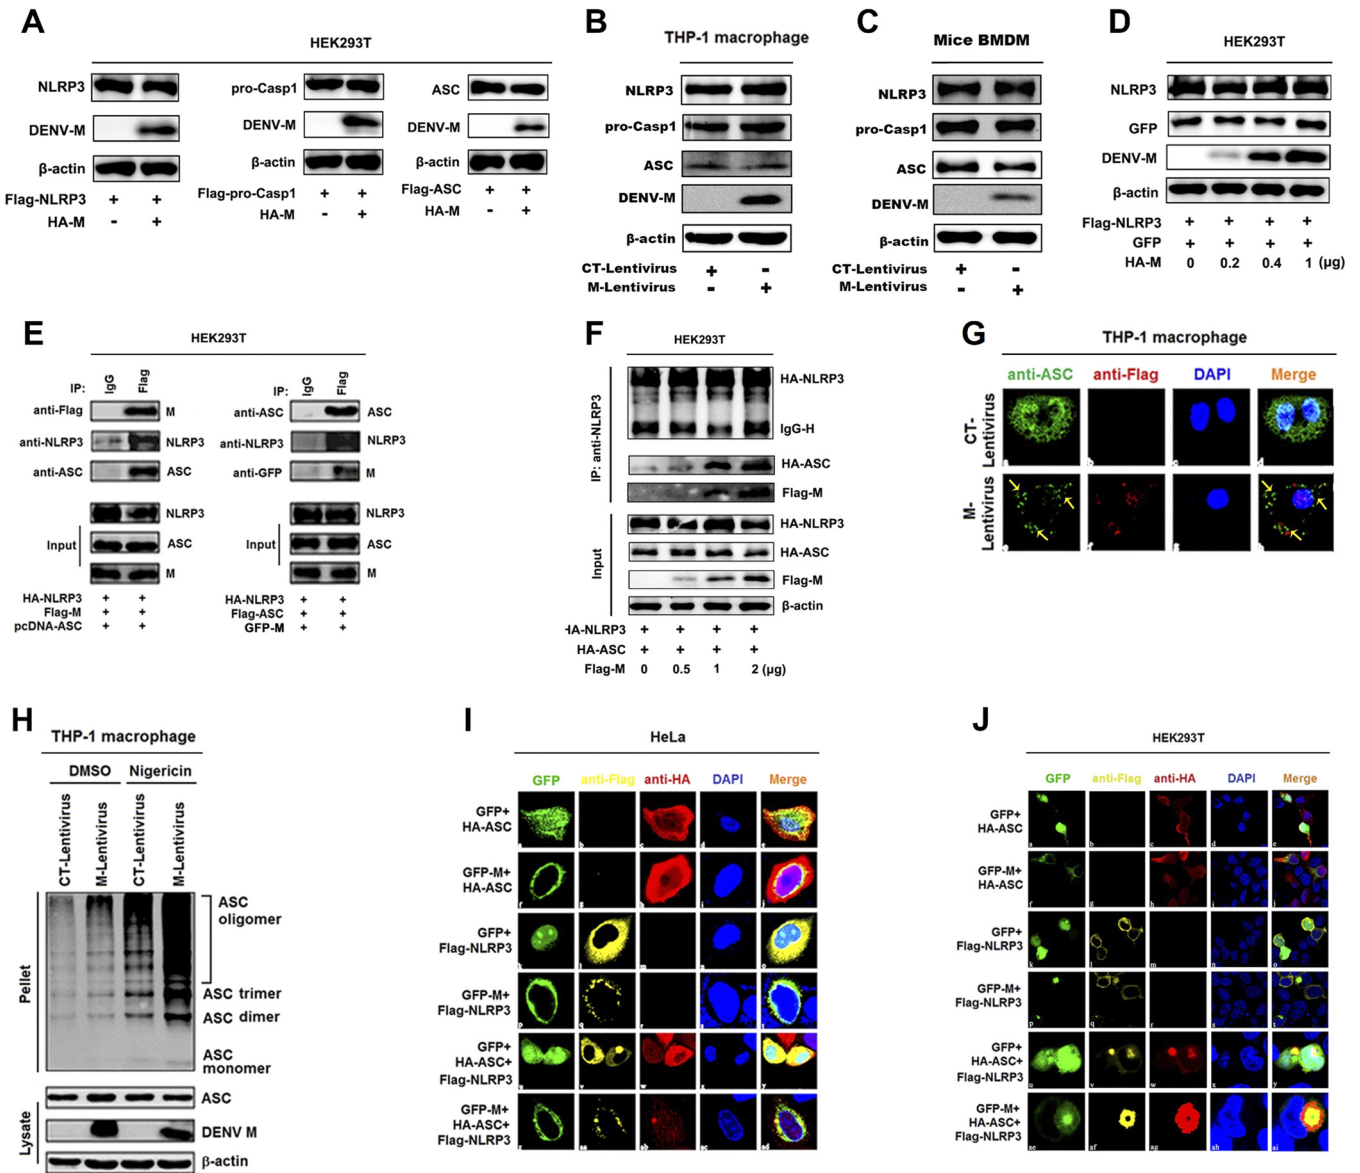 A
HEK293T
NLRP3
DENV-M
β-actin
Flag-NLRP3 + +
HA-M - +
pro-Casp1
DENV-M
β-actin
Flag-pro-Casp1 + +
HA-M - +
ASC
DENV-M
β-actin
Flag-ASC + +
HA-M - +
B
THP-1 macrophage
NLRP3
pro-Casp1
ASC
DENV-M
β-actin
CT-Lentivirus + -
M-Lentivirus - +
C
Mice BMDM
NLRP3
pro-Casp1
ASC
DENV-M
β-actin
CT-Lentivirus + -
M-Lentivirus - +
D
HEK293T
NLRP3
GFP
DENV-M
β-actin
Flag-NLRP3 + + + +
GFP + + + +
HA-M 0 0.2 0.4 1 (μg)
E
HEK293T
IP: IgG Flag
anti-Flag M
anti-NLRP3 NLRP3
anti-ASC ASC
NLRP3
Input ASC
M
HA-NLRP3 + +
Flag-M + +
pcDNA-ASC + +
IP: IgG Flag
anti-ASC ASC
anti-NLRP3 NLRP3
anti-GFP M
NLRP3
Input ASC
M
HA-NLRP3 + +
Flag-ASC + +
GFP-M + +
F
HEK293T
IP: anti-NLRP3
HA-NLRP3
IgG-H
HA-ASC
Flag-M
Input
HA-NLRP3
HA-ASC
Flag-M
β-actin
HA-NLRP3 + + + +
HA-ASC + + + +
Flag-M 0 0.5 1 2 (μg)
G
THP-1 macrophage
anti-ASC anti-Flag DAPI Merge
CT-
Lentivirus
a b c d
M-
Lentivirus
e f g h
H
THP-1 macrophage
DMSO Nigericin
CT-Lentivirus M-Lentivirus CT-Lentivirus M-Lentivirus
Pellet
ASC
oligomer
ASC trimer
ASC dimer
ASC
monomer
Lysate
ASC
DENV M
β-actin
I
HeLa
GFP anti-Flag anti-HA DAPI Merge
GFP+
HA-ASC
a b c d e
GFP-M+
HA-ASC
f g h i j
GFP+
Flag-NLRP3
k l m n o
GFP-M+
Flag-NLRP3
p q r s t
GFP+
HA-ASC+
Flag-NLRP3
u v w x y
GFP-M+
HA-ASC+
Flag-NLRP3
z aa ab ac ad
J
HEK293T
GFP anti-Flag anti-HA DAPI Merge
GFP+
HA-ASC
a b c d e
GFP-M+
HA-ASC
f g h i j
GFP+
Flag-NLRP3
k l m n o
GFP-M+
Flag-NLRP3
p q r s t
GFP+
HA-ASC+
Flag-NLRP3
u v w x y
GFP-M+
HA-ASC+
Flag-NLRP3
ae af ag ah ai